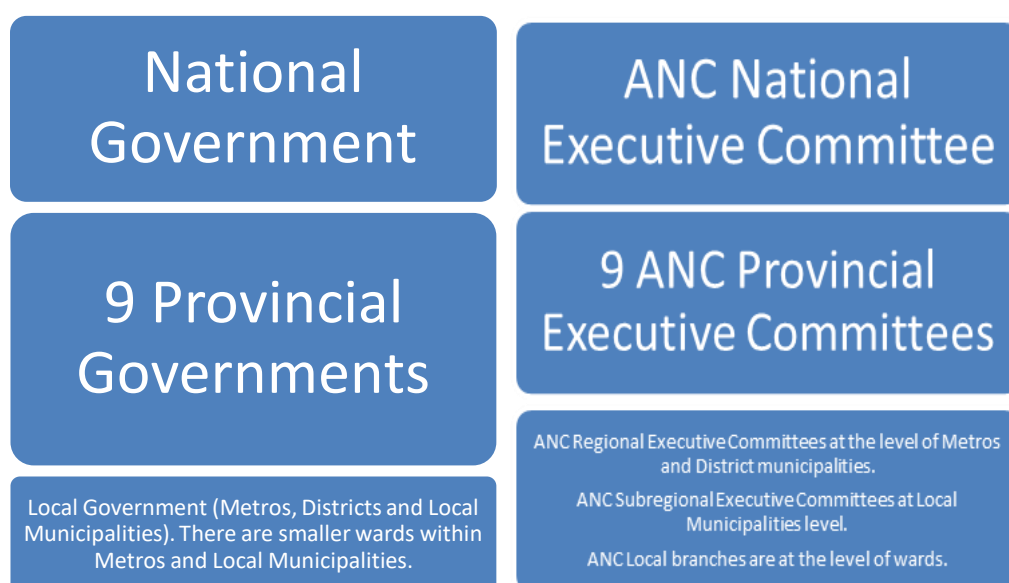 National
Government
9 Provincial
Governments
Local Government (Metros, Districts and Local
Municipalities). There are smaller wards within
Metros and Local Municipalities.
ANC National
Executive Committee
9 ANC Provincial
Executive Committees
ANC Regional Executive Committees at the level of Metros
and District municipalities.
ANC Subregional Executive Committees at Local
Municipalities level.
ANC Local branches are at the level of wards.